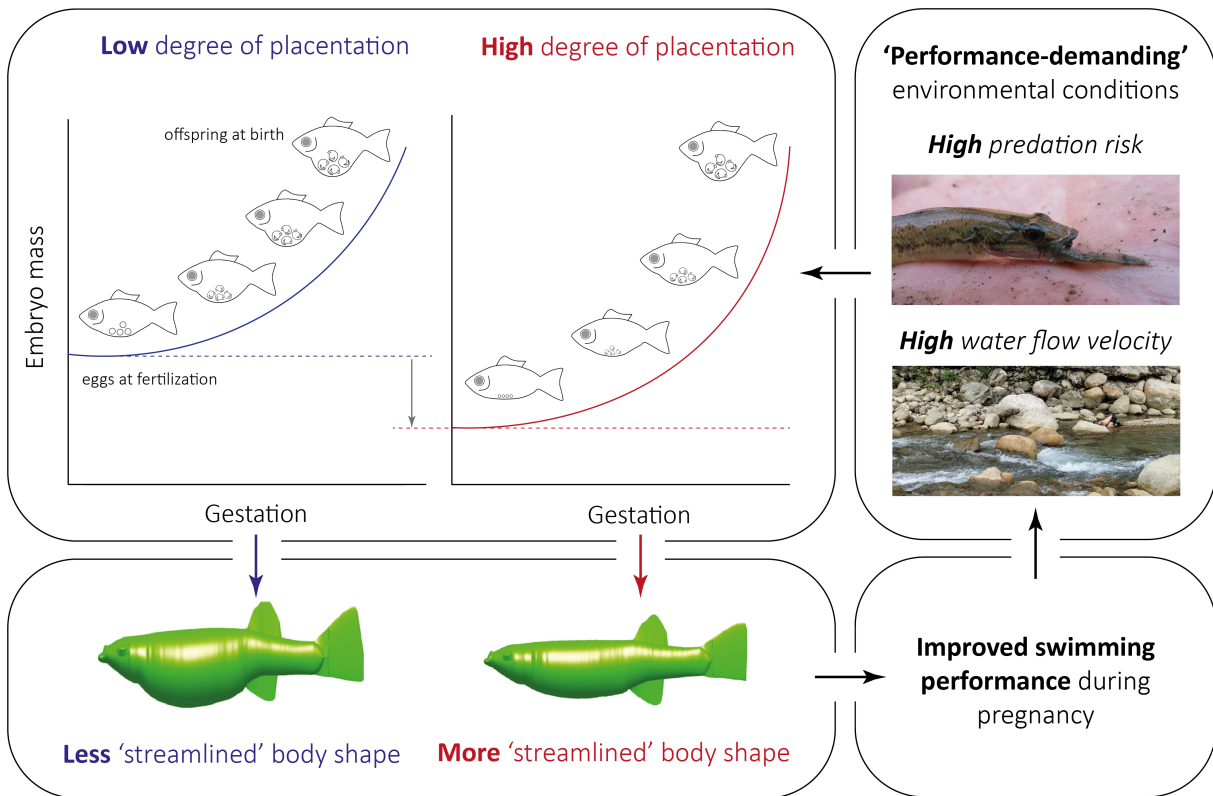 Low degree of placentation
High degree of placentation
offspring at birth
eggs at fertilization
Embryo mass
Gestation
Gestation
'Performance-demanding'
environmental conditions
High predation risk
High water flow velocity
Less 'streamlined' body shape
More 'streamlined' body shape
Improved swimming
performance during
pregnancy